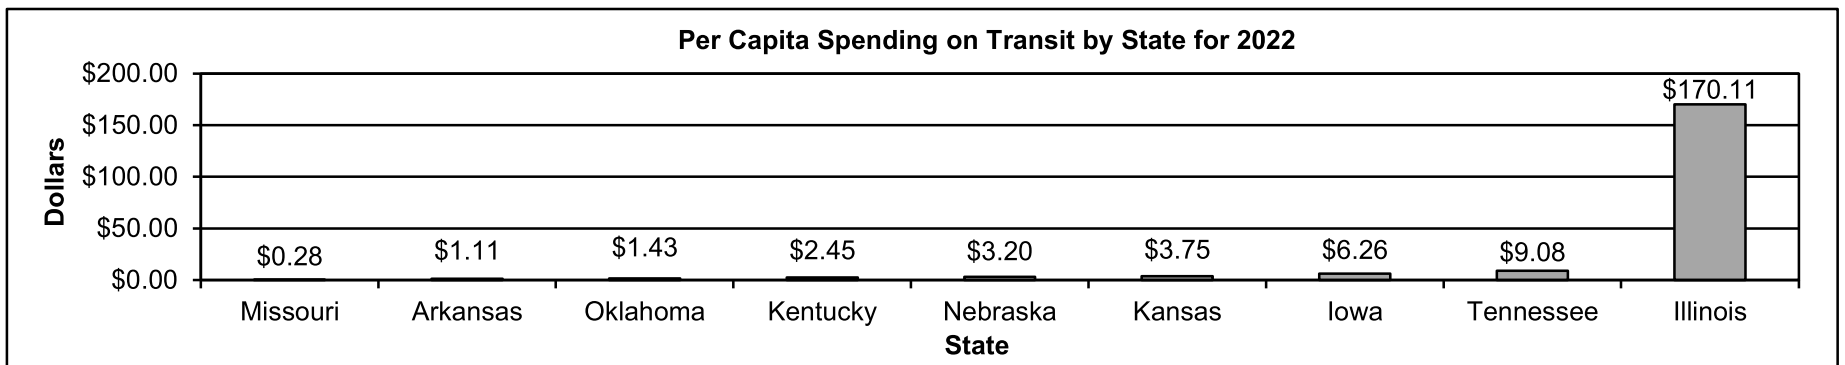 Per Capita Spending on Transit by State for 2022
$200.00
$150.00
$100.00
$50.00
$0.00
Dollars
$0.28
$1.11
$1.43
$2.45
$3.20
$3.75
$6.26
$9.08
$170.11
Missouri
Arkansas
Oklahoma
Kentucky
Nebraska
Kansas
Iowa
Tennessee
Illinois
State